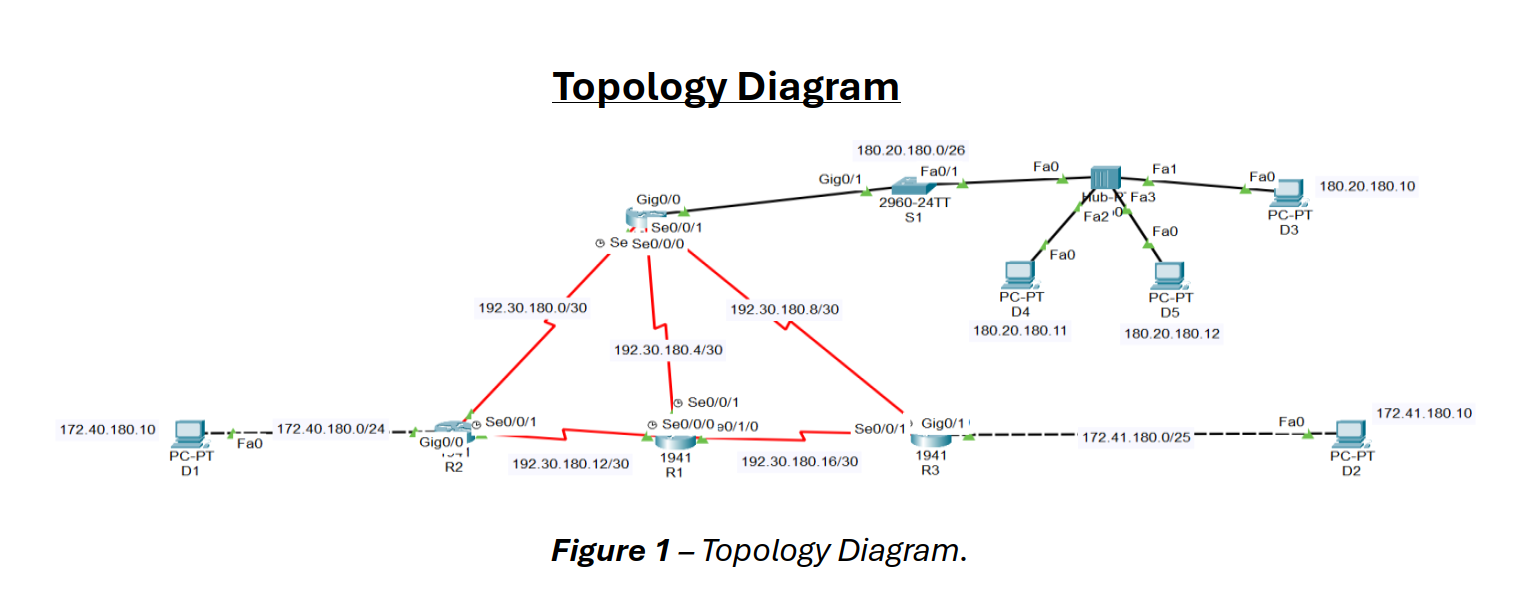 Topology Diagram
180.20.180.0/26
Gig0/1
Fa0/1
2960-24TT
S1
Fa0
Fa1
Fa3
Fa2
Fa0
180.20.180.10
PC-PT
D3
Fa0
PC-PT
D4
180.20.180.11
Fa0
PC-PT
D5
180.20.180.12
Gig0/0
Se0/0/1
Se
Se0/0/0
192.30.180.0/30
192.30.180.4/30
192.30.180.8/30
172.40.180.10
PC-PT
D1
Fa0
172.40.180.0/24
Gig0/0
Se0/0/1
R2
192.30.180.12/30
Se0/0/1
Se0/0/0
e0/1/0
1941
R1
192.30.180.16/30
Se0/0/1
Gig0/1
1941
R3
172.41.180.0/25
Fa0
172.41.180.10
PC-PT
D2
Figure 1 – Topology Diagram.